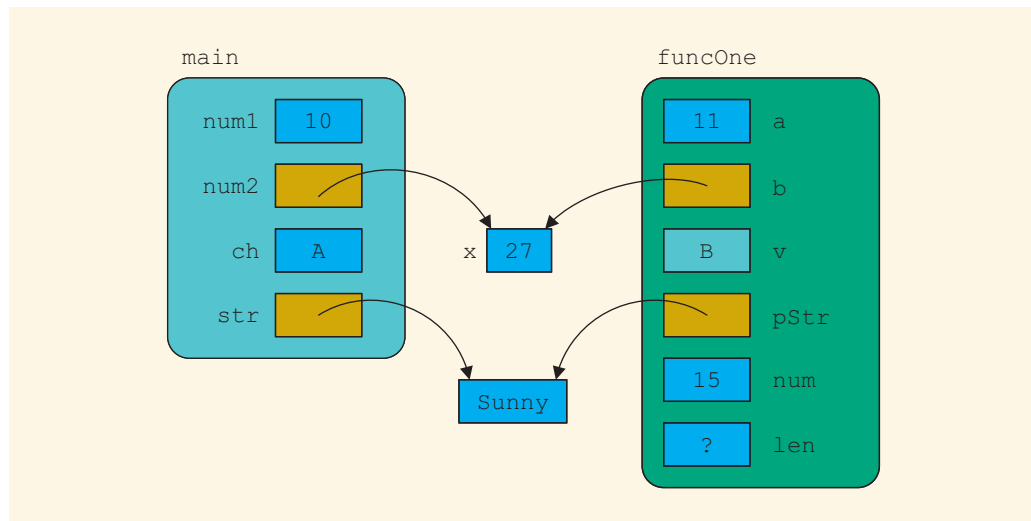 main
funcOne
num1 10
11 a
num2
b
ch A
x 27
B v
str
pStr
15 num
Sunny
? len